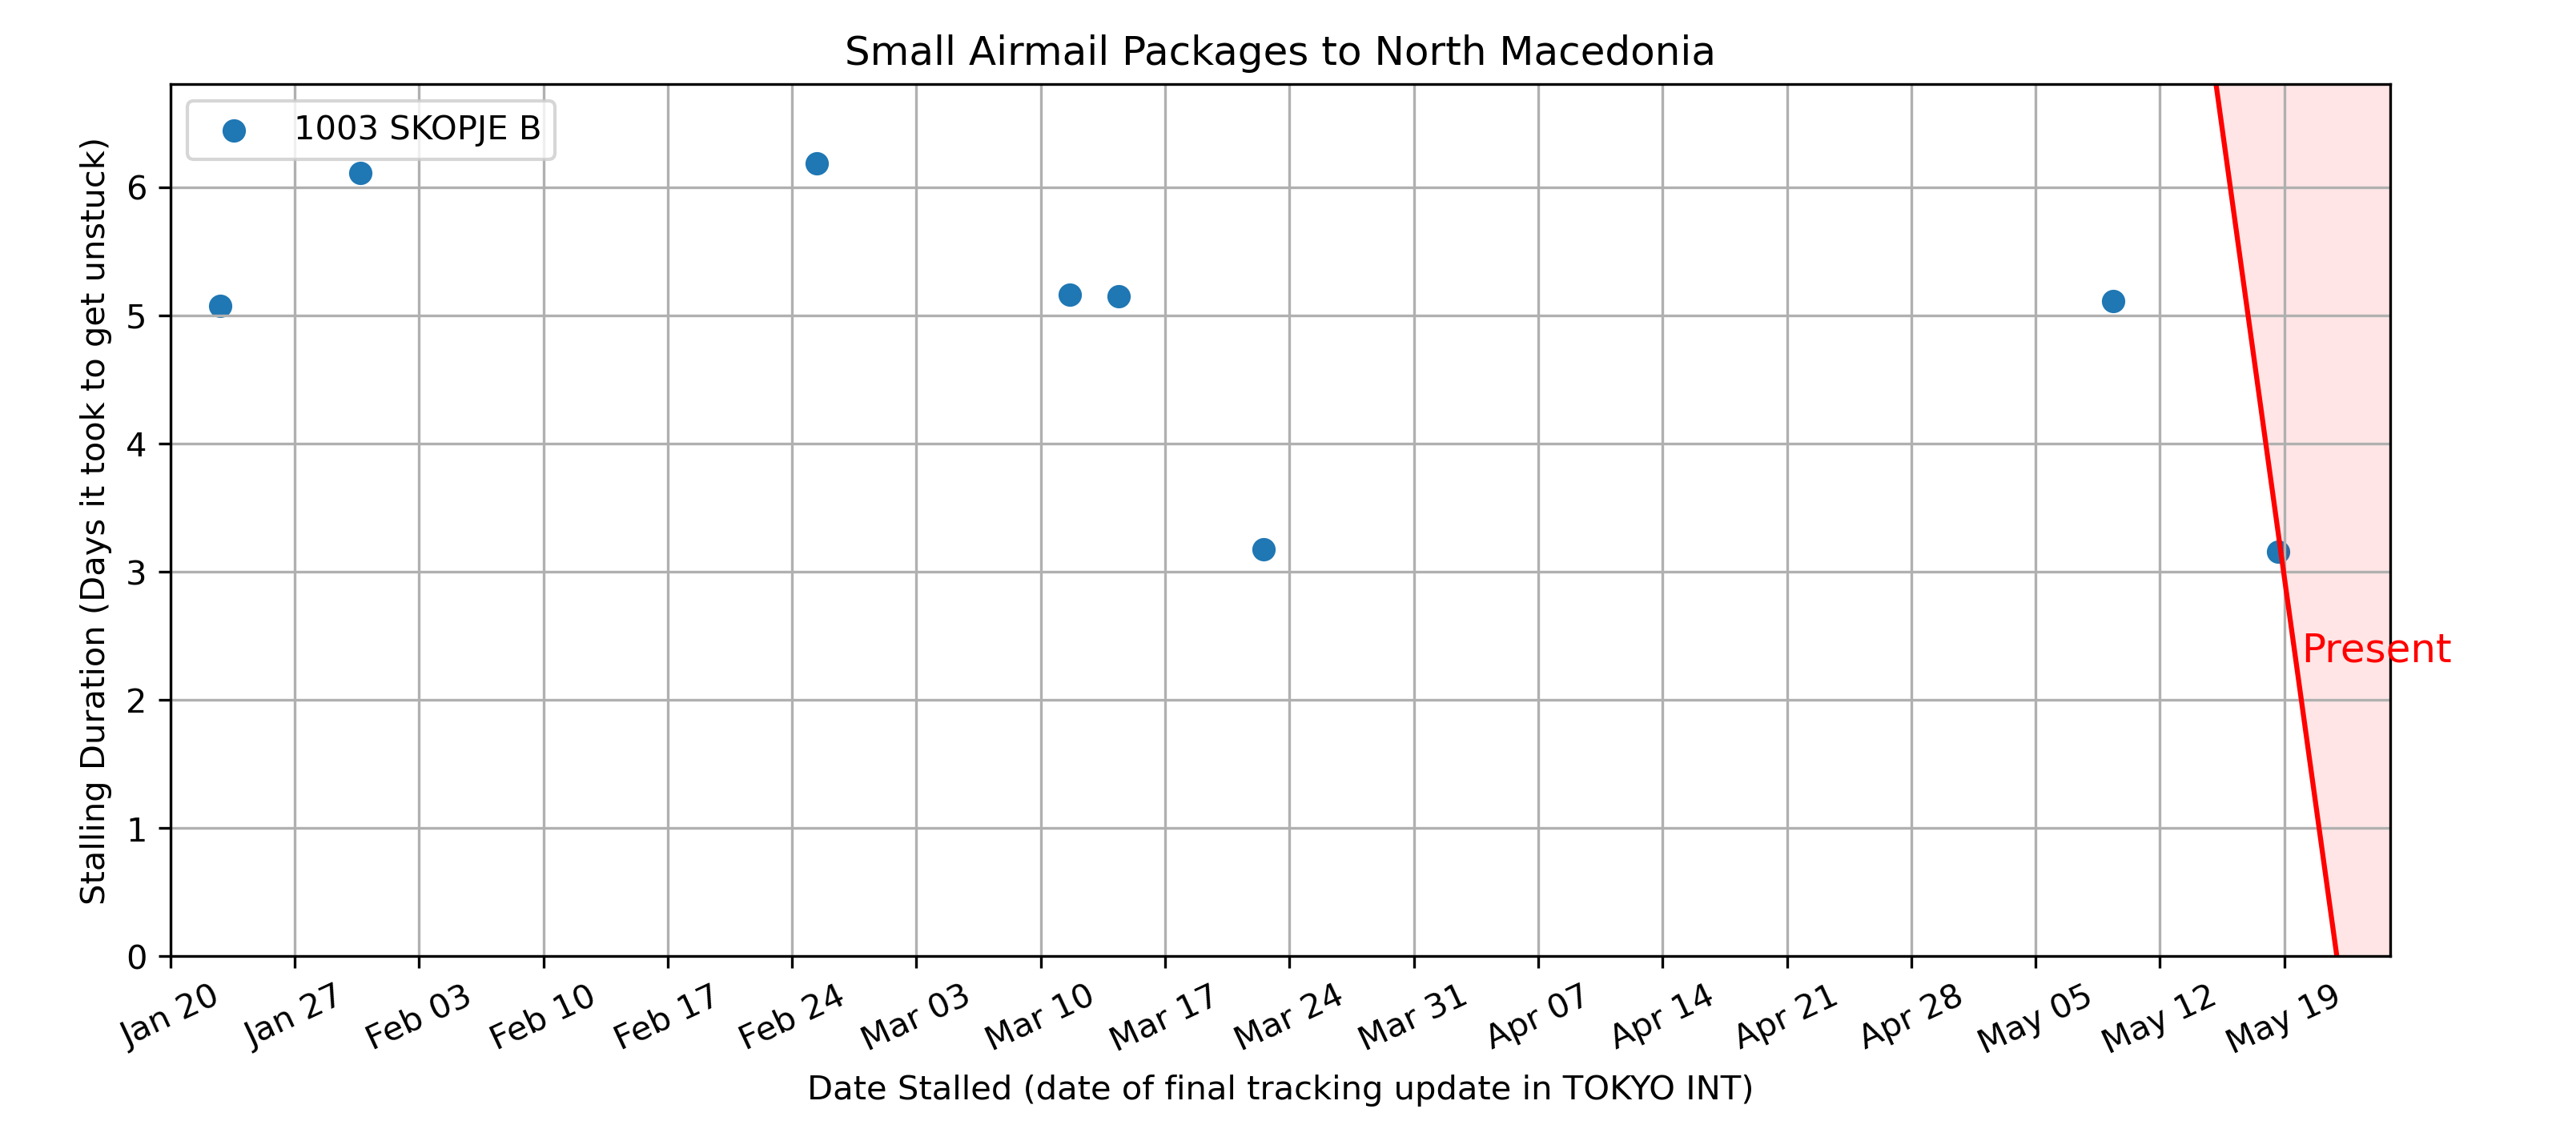 Small Airmail Packages to North Macedonia
1003 SKOPJE B
Stalling Duration (Days it took to get unstuck)
6
5
4
3
2
1
0
Present
Jan 20
Jan 27
Feb 03
Feb 10
Feb 17
Feb 24
Mar 03
Mar 10
Mar 17
Mar 24
Mar 31
Apr 07
Apr 14
Apr 21
Apr 28
May 05
May 12
May 19
Date Stalled (date of final tracking update in TOKYO INT)